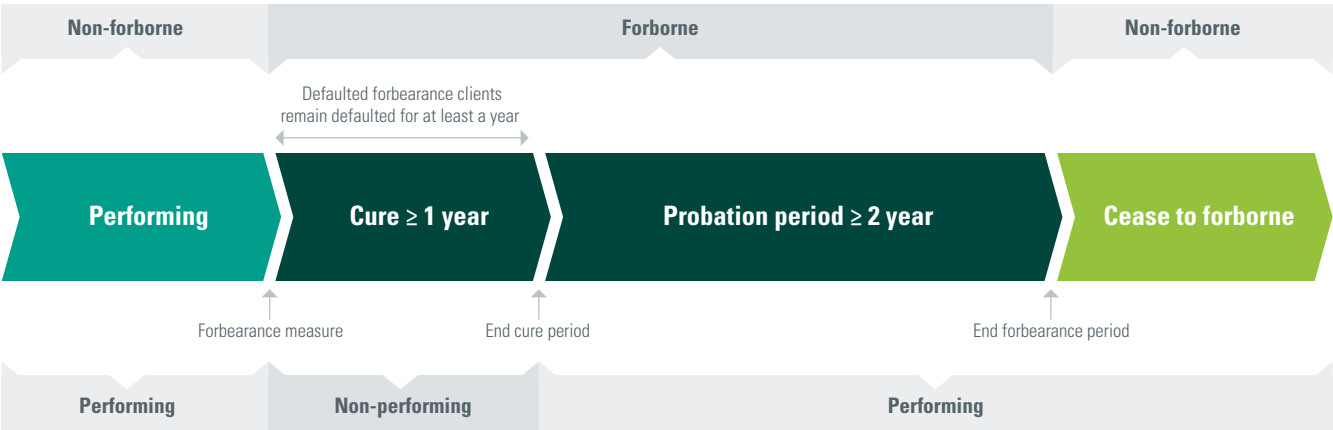 Non-forborne
Forborne
Non-forborne
Defaulted forbearance clients
remain defaulted for at least a year
Performing
Cure ≥ 1 year
Probation period ≥ 2 year
Cease to forborne
Forbearance measure
End cure period
End forbearance period
Performing
Non-performing
Performing